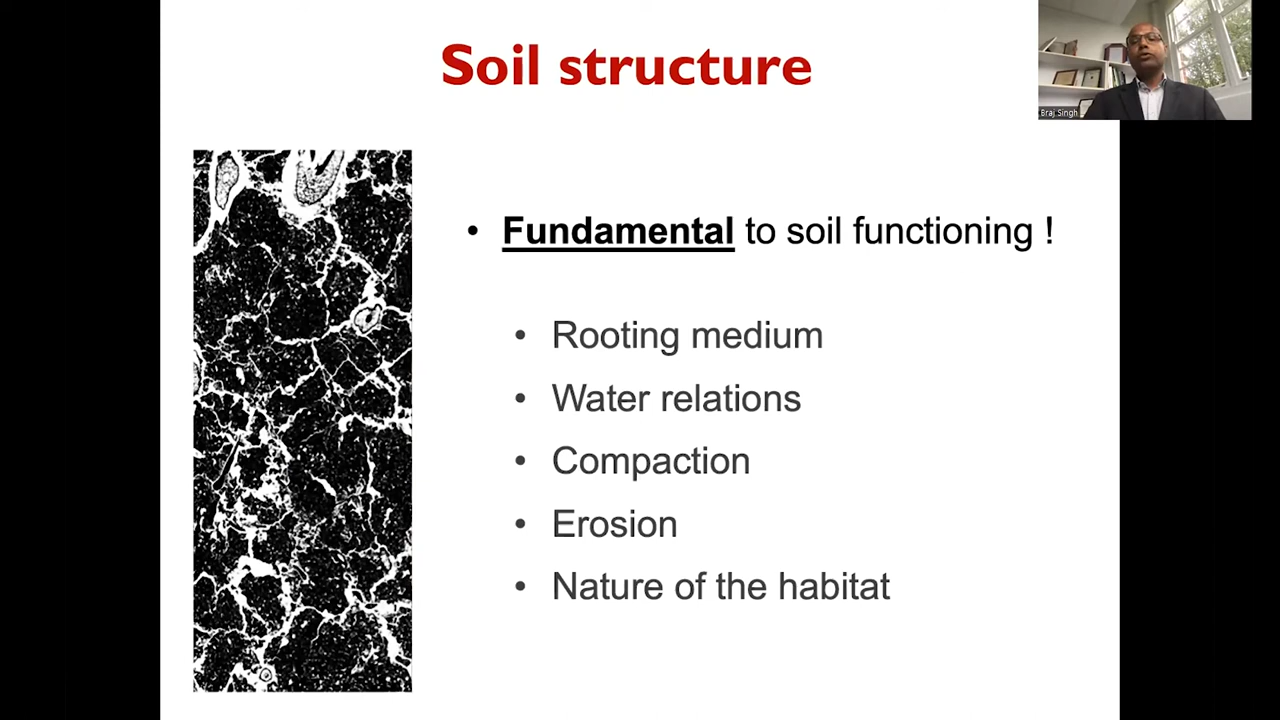 Soil structure
Braj Singh
• Fundamental to soil functioning !
• Rooting medium
• Water relations
• Compaction
• Erosion
• Nature of the habitat